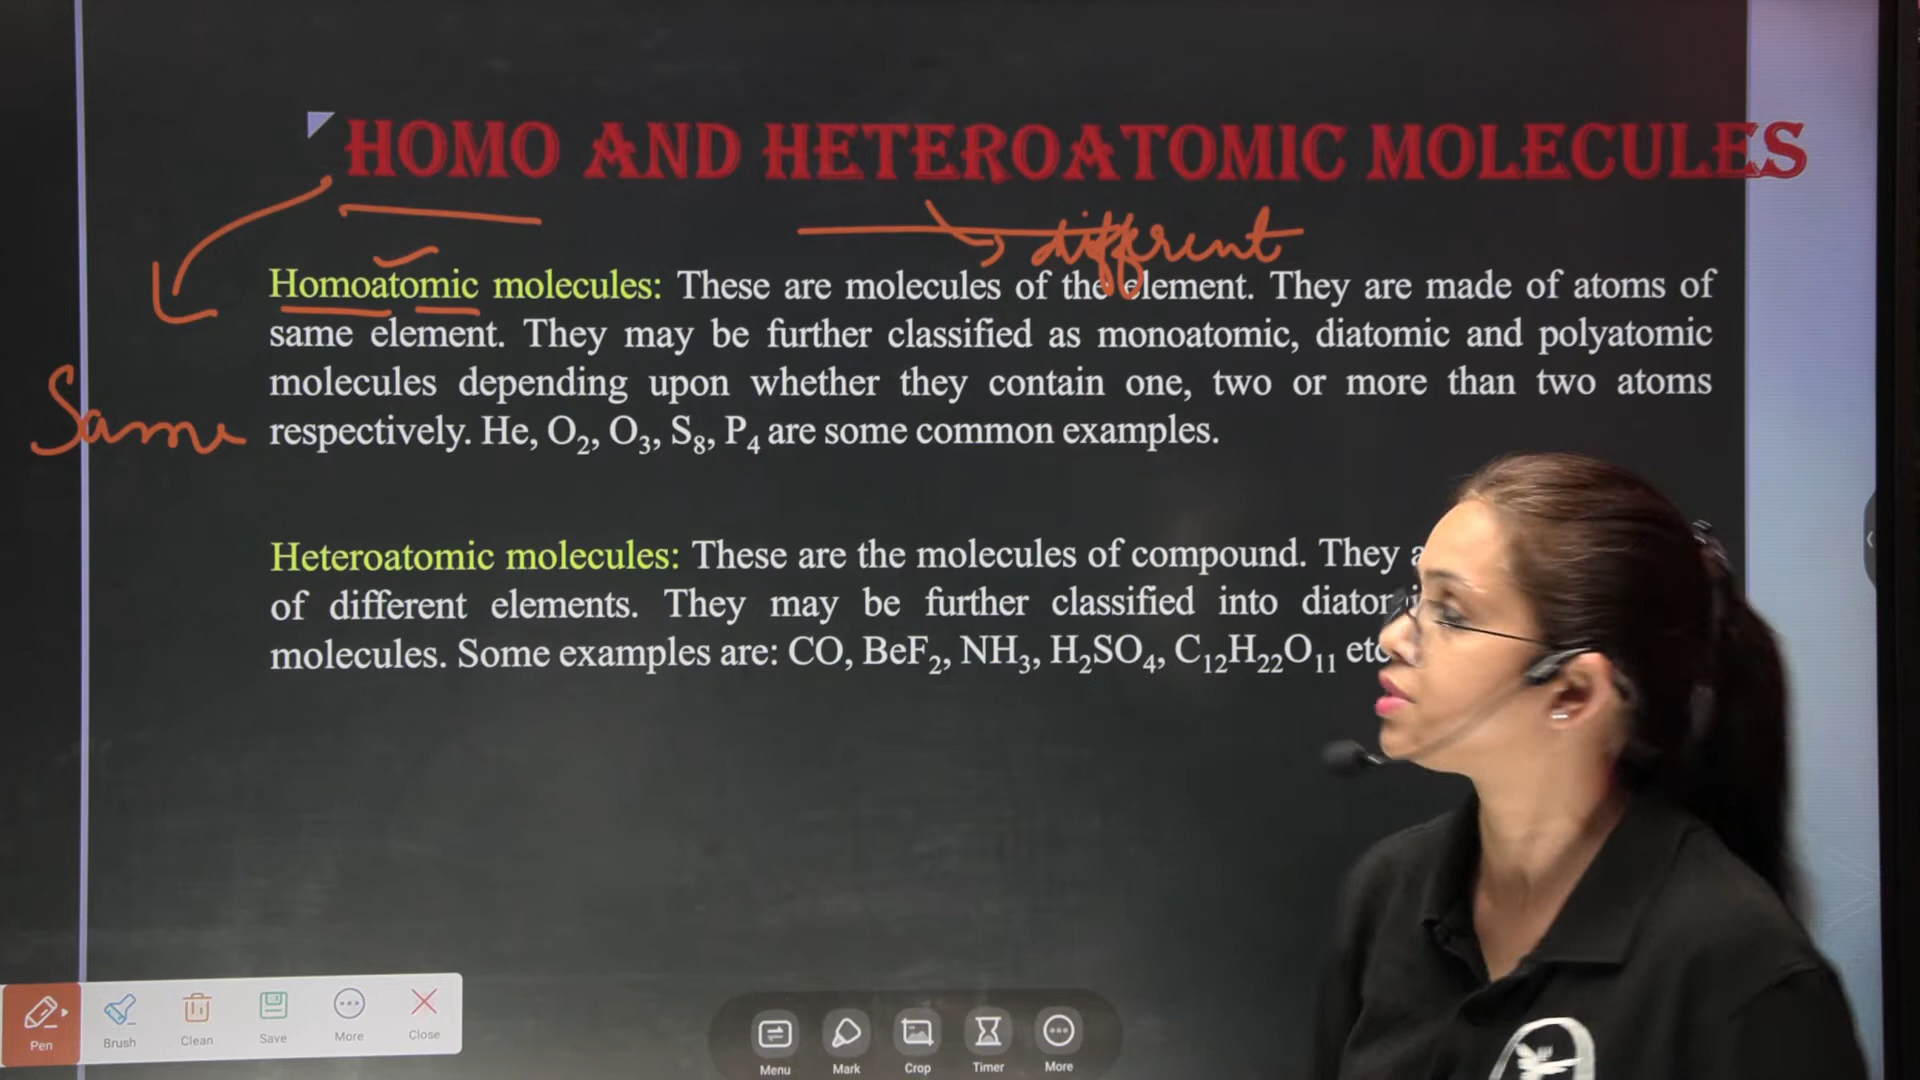 HOMO AND HETEROATOMIC MOLECULES
different
Homoatomic molecules: These are molecules of the element. They are made of atoms of
same element. They may be further classified as monoatomic, diatomic and polyatomic
molecules depending upon whether they contain one, two or more than two atoms
Same
respectively. He, O₂, O₃, S₈, P₄ are some common examples.
Heteroatomic molecules: These are the molecules of compound. They
of different elements. They may be further classified into
molecules. Some examples are: CO, BeF₂, NH₃, H₂SO₄, C₁₂H₂₂O₁₁ etc
Pen Brush Clean Save More Close
Menu Mark Crop Timer More